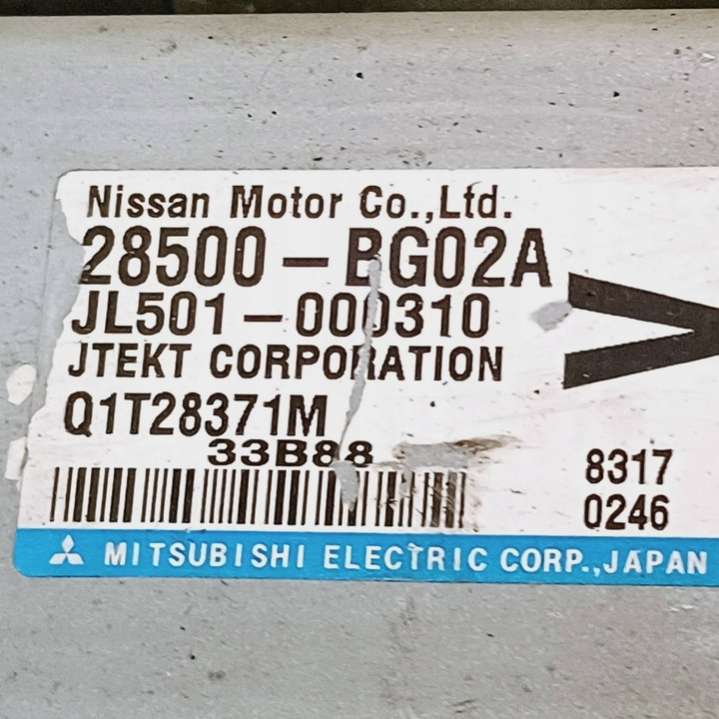 Nissan Motor Co.,Ltd.
28500-BG02A
JL501-000310
JTEKT CORPORATION
Q1T28371M
33B88
8317
0246
MITSUBISHI ELECTRIC CORP.,JAPAN